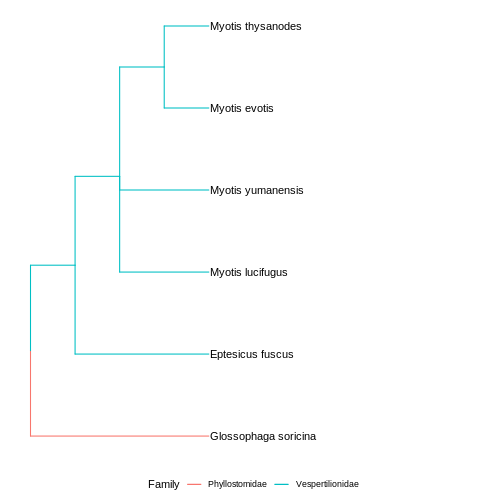 Myotis thysanodes
Myotis evotis
Myotis yumanensis
Myotis lucifugus
Eptesicus fuscus
Glossophaga soricina
Family Phyllostomidae Vespertilionidae